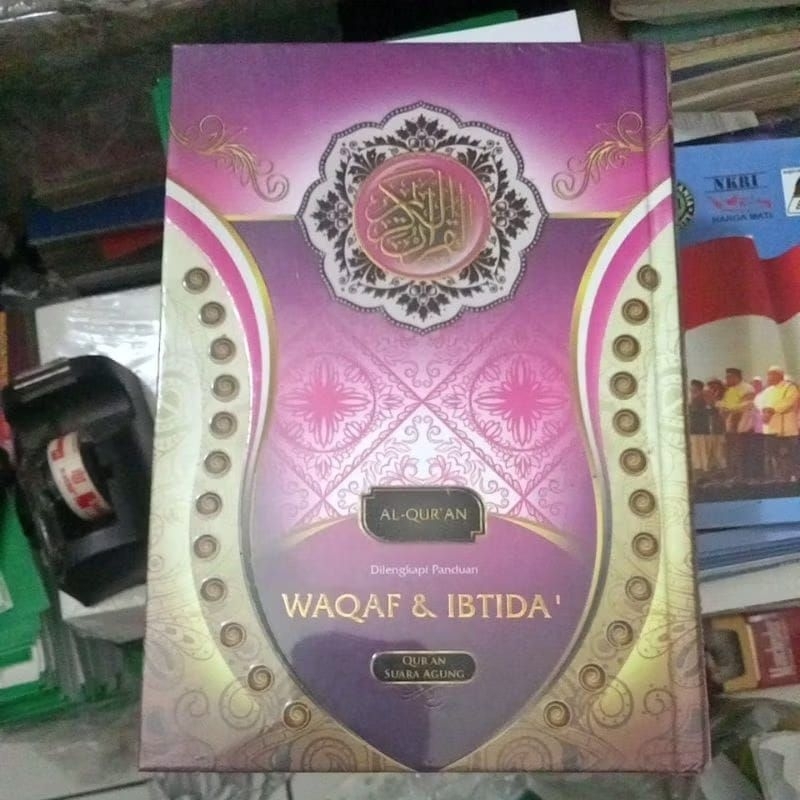 القرآن الكريم
AL-QUR'AN
Dilengkapi Panduan
WAQAF & IBTIDA'
QUR'AN
SUARA AGUNG
NKRI
HARGA MATI